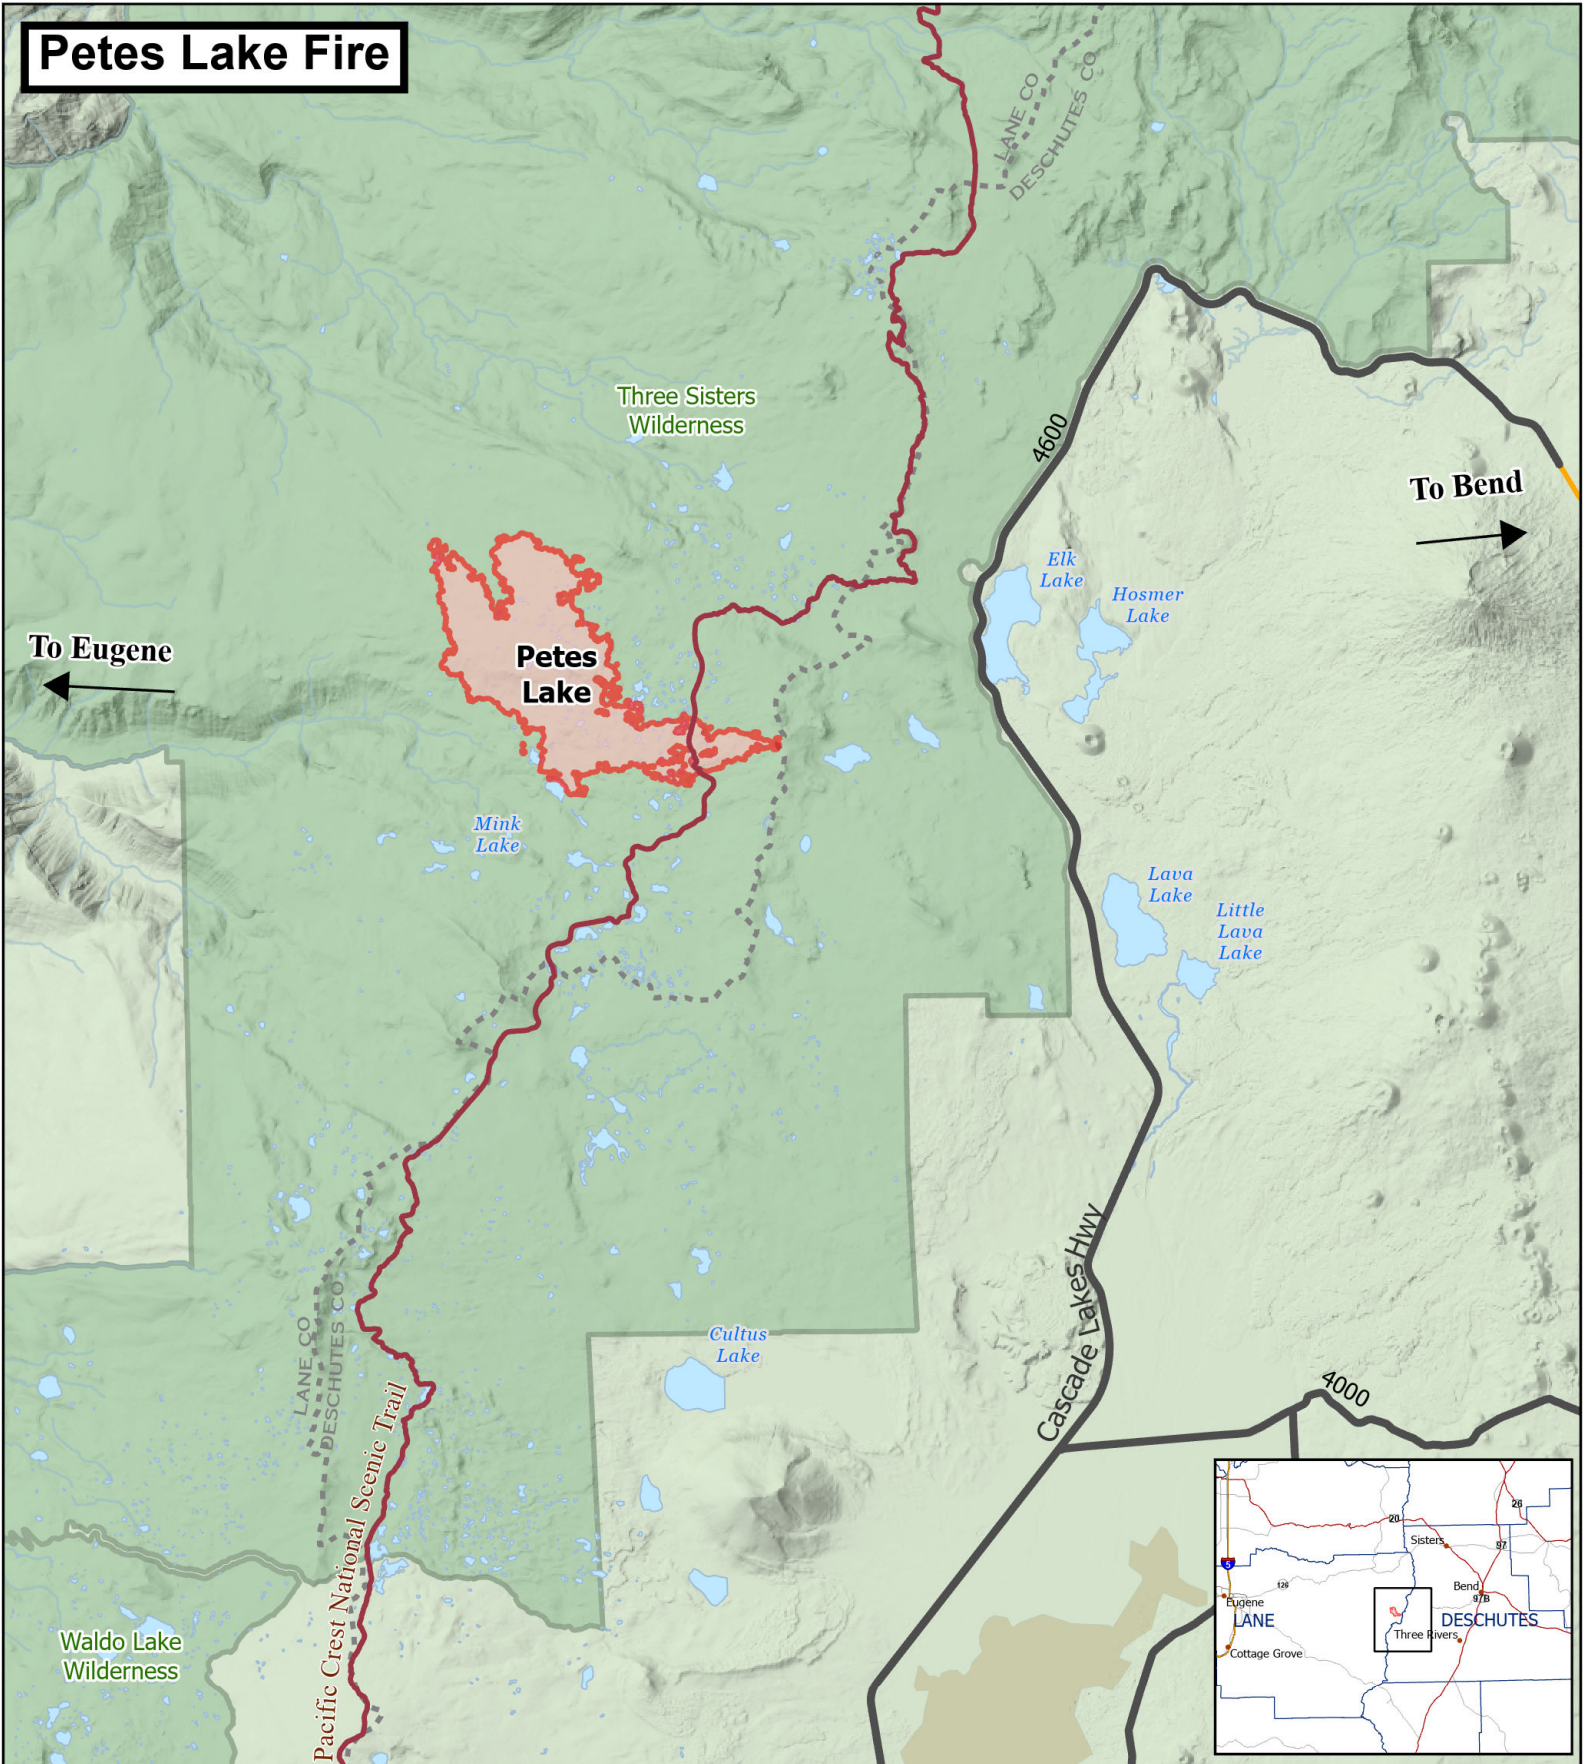 Petes Lake Fire
LANE CO
DESCHUTES CO
Three Sisters
Wilderness
4600
To Bend
Elk
Lake
Hosmer
Lake
To Eugene
Petes
Lake
Mink
Lake
Lava
Lake
Little
Lava
Lake
Cascade Lakes Hwy
LANE CO
DESCHUTES CO
Cultus
Lake
4000
Pacific Crest National Scenic Trail
Waldo Lake
Wilderness
26
20
Sisters
97
5
126
Bend
97B
Eugene
LANE
DESCHUTES
Three Rivers
Cottage Grove